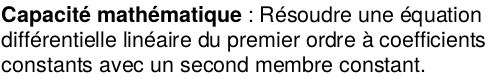 Capacité mathématique : Résoudre une équation
différentielle linéaire du premier ordre à coefficients
constants avec un second membre constant.